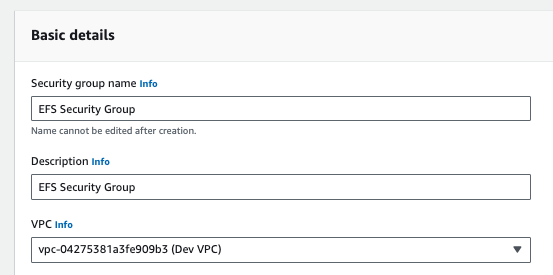 Basic details
Security group name Info
EFS Security Group
Name cannot be edited after creation.
Description Info
EFS Security Group
VPC Info
vpc-04275381a3fe909b3 (Dev VPC)